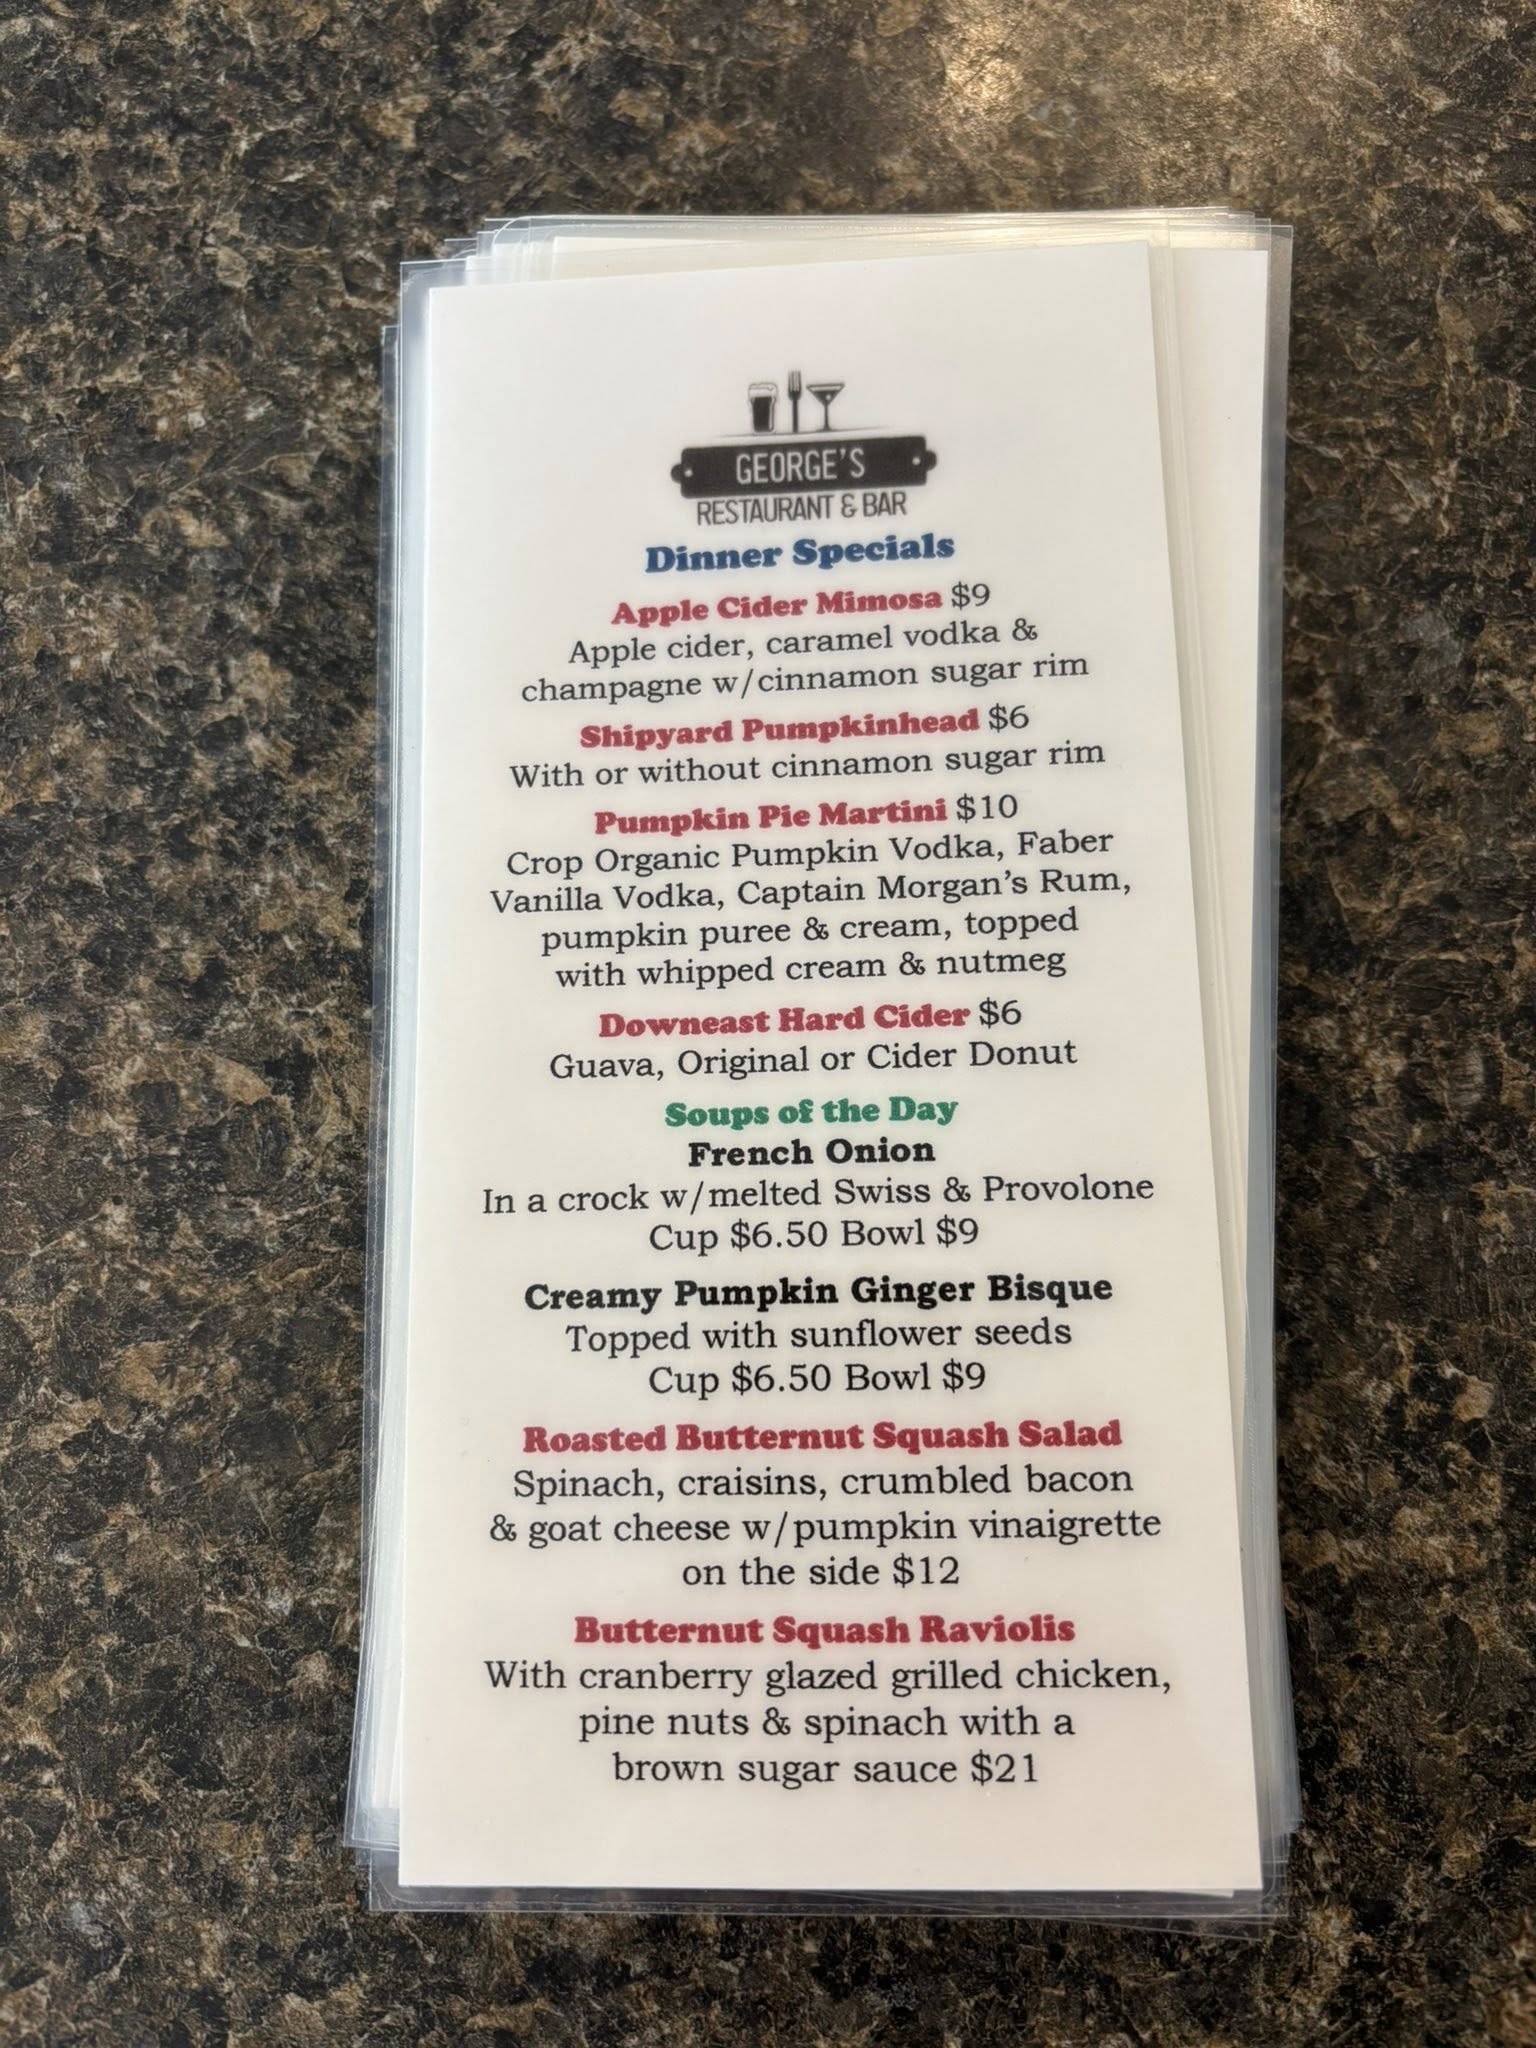 GEORGE'S
RESTAURANT & BAR
Dinner Specials
Apple Cider Mimosa $9
Apple cider, caramel vodka &
champagne w/cinnamon sugar rim
Shipyard Pumpkinhead $6
With or without cinnamon sugar rim
Pumpkin Pie Martini $10
Crop Organic Pumpkin Vodka, Faber
Vanilla Vodka, Captain Morgan's Rum,
pumpkin puree & cream, topped
with whipped cream & nutmeg
Downeast Hard Cider $6
Guava, Original or Cider Donut
Soups of the Day
French Onion
In a crock w/melted Swiss & Provolone
Cup $6.50 Bowl $9
Creamy Pumpkin Ginger Bisque
Topped with sunflower seeds
Cup $6.50 Bowl $9
Roasted Butternut Squash Salad
Spinach, craisins, crumbled bacon
& goat cheese w/pumpkin vinaigrette
on the side $12
Butternut Squash Raviolis
With cranberry glazed grilled chicken,
pine nuts & spinach with a
brown sugar sauce $21